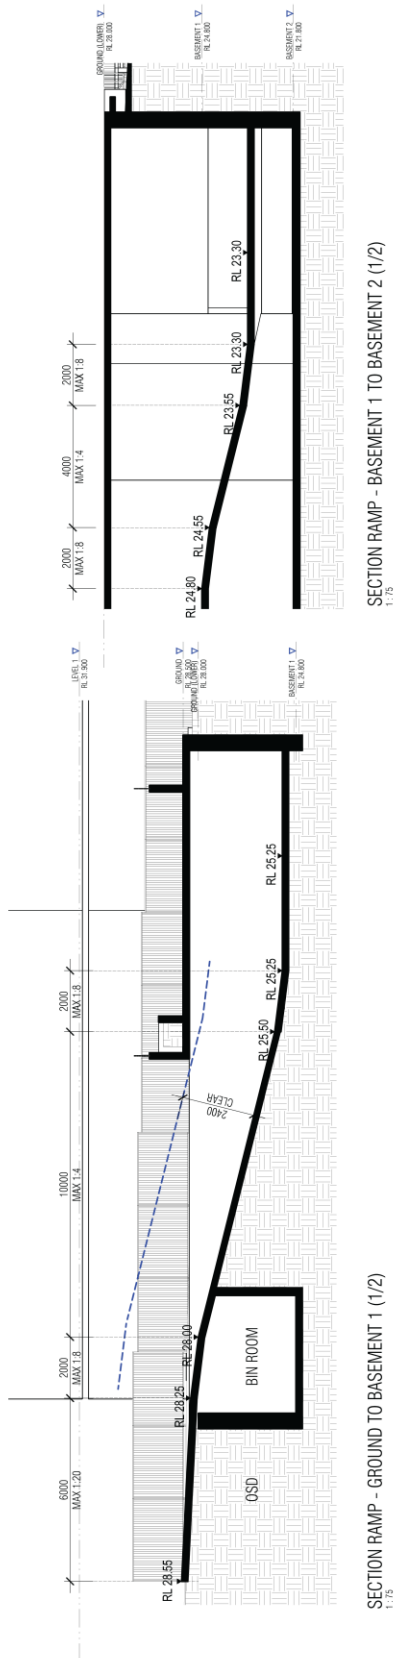 GROUND (LOWER)
RL 28.000
BASEMENT 1
RL 24.800
BASEMENT 2
RL 21.800
2000
MAX 1:8
4000
MAX 1:4
2000
MAX 1:8
RL 24.80
RL 24.55
RL 23.55
RL 23.30
RL 23.30
SECTION RAMP - BASEMENT 1 TO BASEMENT 2 (1/2)
1 : 75
LEVEL 1
RL 31.900
GROUND
RL 28.500
GROUND (LOWER)
RL 28.000
BASEMENT 1
RL 24.800
6000
MAX 1:20
2000
MAX 1:8
10000
MAX 1:4
2000
MAX 1:8
RL 28.55
RL 28.25
RL 28.00
2400
CLEAR
RL 25.50
RL 25.25
RL 25.25
OSD
BIN ROOM
SECTION RAMP - GROUND TO BASEMENT 1 (1/2)
1 : 75